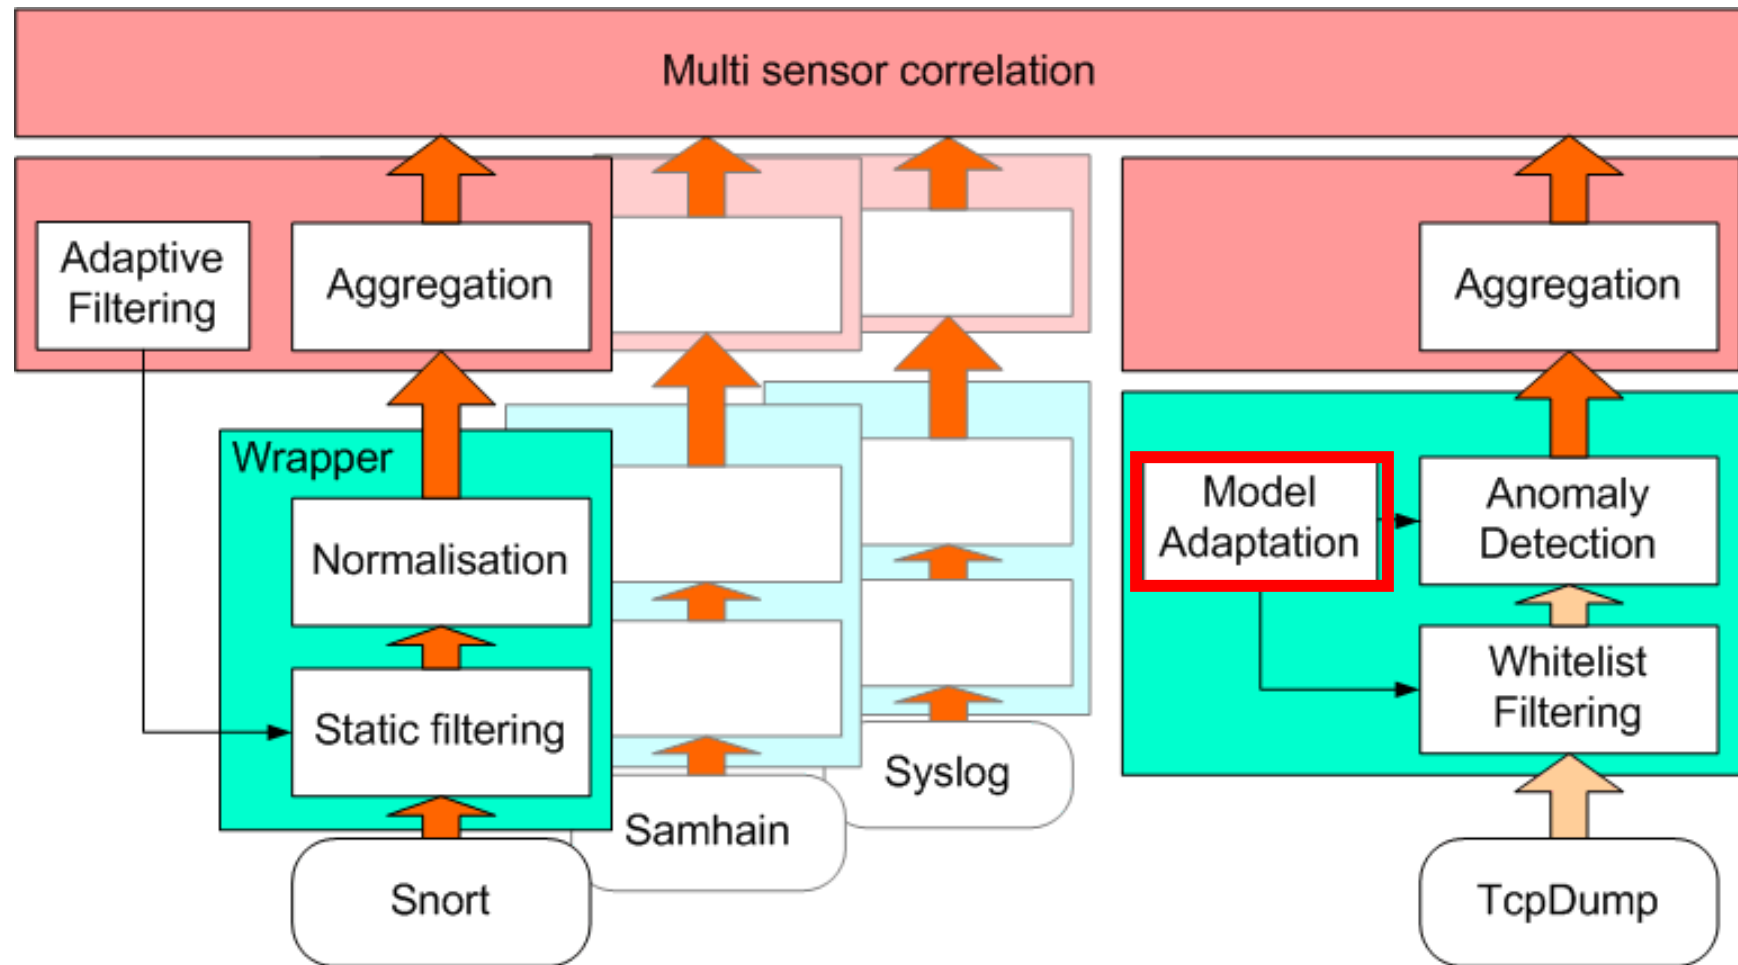 Multi sensor correlation
Adaptive
Filtering
Aggregation
Aggregation
Wrapper
Normalisation
Model
Adaptation
Anomaly
Detection
Static filtering
Whitelist
Filtering
Syslog
Samhain
Snort
TcpDump